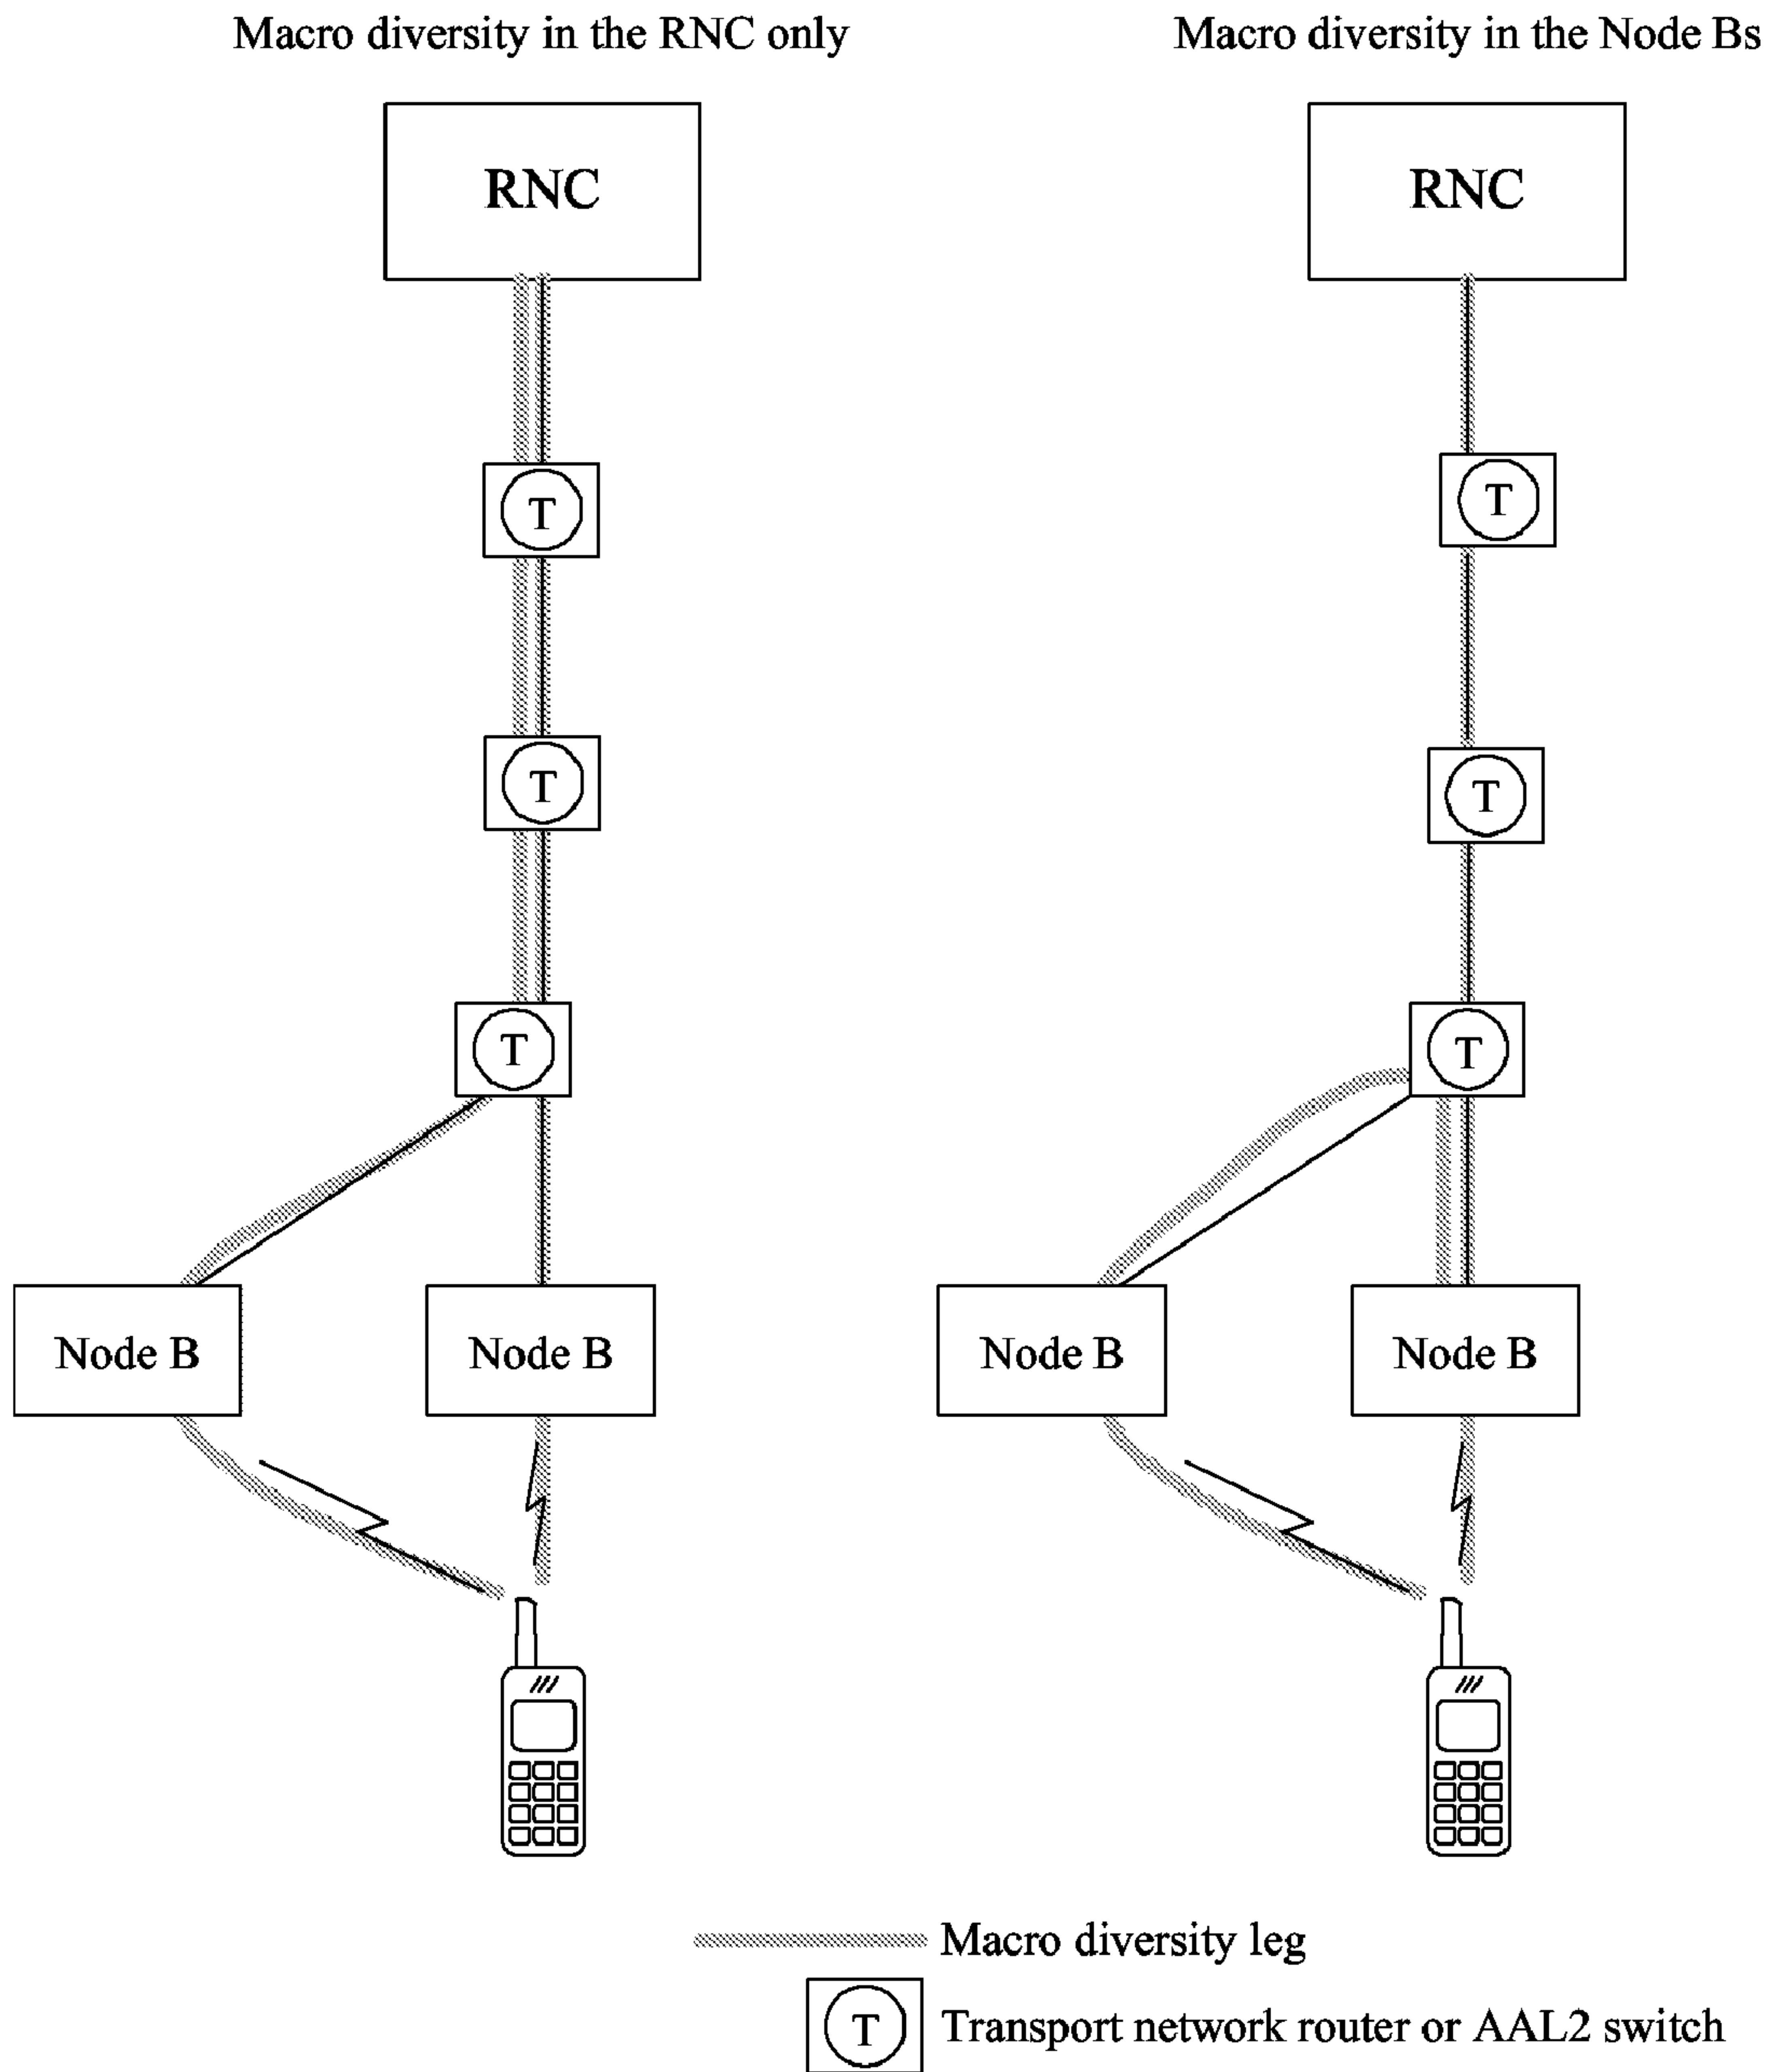 Macro diversity in the RNC only
Macro diversity in the Node Bs
RNC
RNC
T
T
T
T
T
T
Node B
Node B
Node B
Node B
Macro diversity leg
T
Transport network router or AAL2 switch